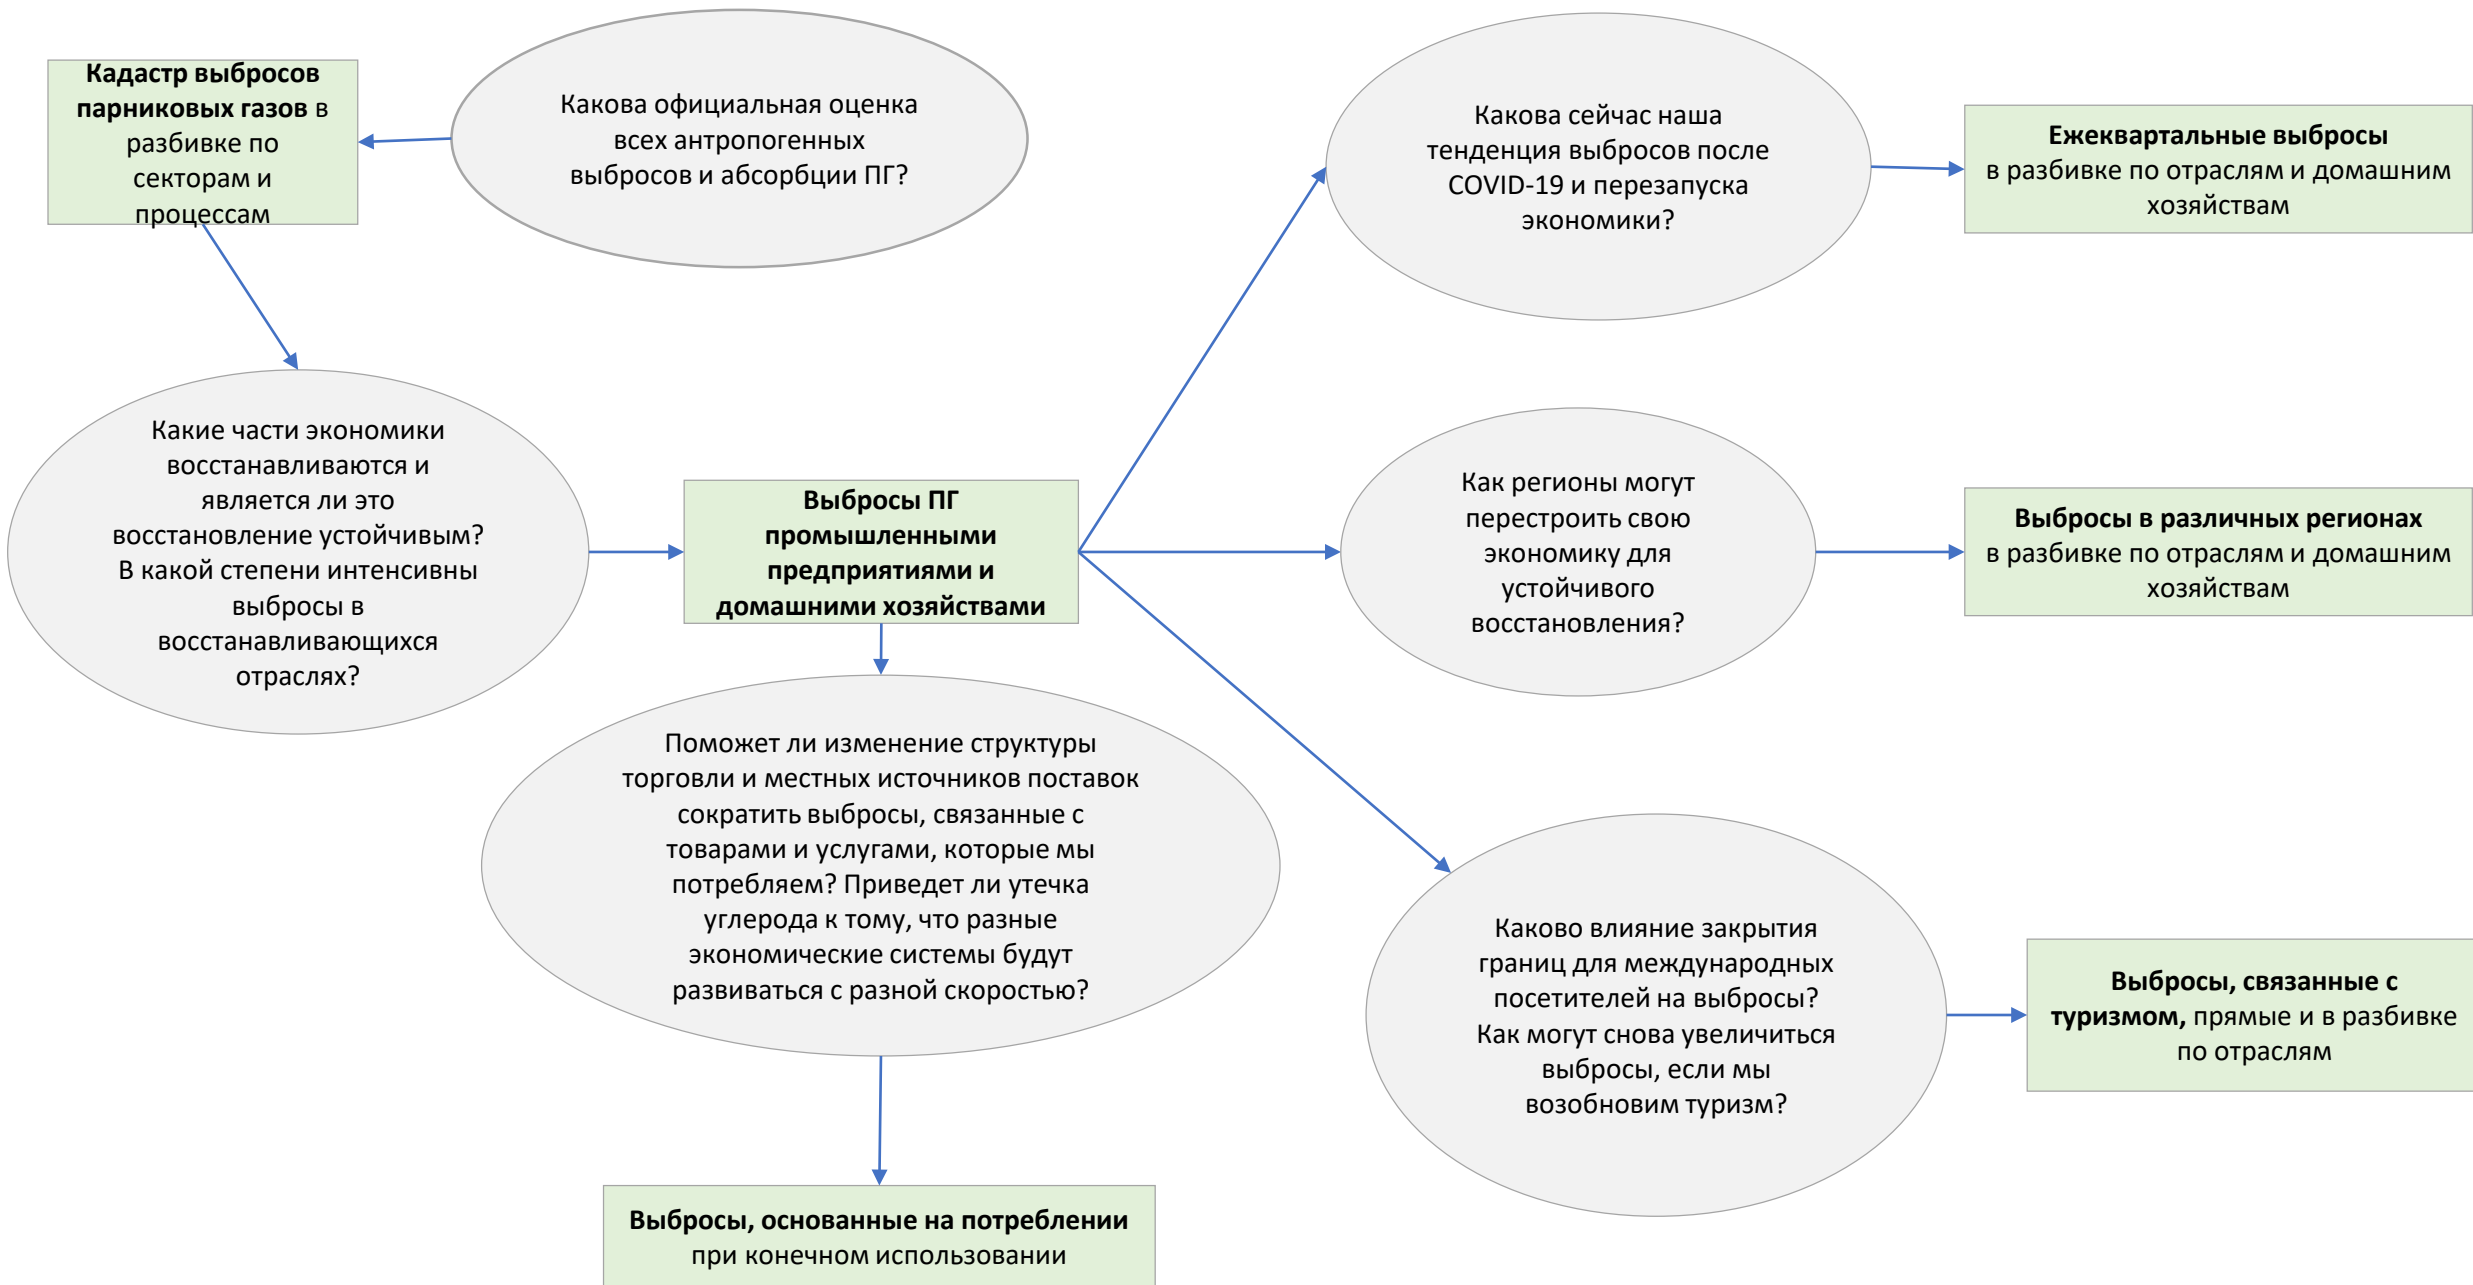 Кадастр выбросов
парниковых газов в
разбивке по
секторам и
процессам
Какова официальная оценка
всех антропогенных
выбросов и абсорбции ПГ?
Какова сейчас наша
тенденция выбросов после
COVID-19 и перезапуска
экономики?
Ежеквартальные выбросы
в разбивке по отраслям и домашним
хозяйствам
Какие части экономики
восстанавливаются и
является ли это
восстановление устойчивым?
В какой степени интенсивны
выбросы в
восстанавливающихся
отраслях?
Выбросы ПГ
промышленными
предприятиями и
домашними хозяйствами
Как регионы могут
перестроить свою
экономику для
устойчивого
восстановления?
Выбросы в различных регионах
в разбивке по отраслям и домашним
хозяйствам
Поможет ли изменение структуры
торговли и местных источников поставок
сократить выбросы, связанные с
товарами и услугами, которые мы
потребляем? Приведет ли утечка
углерода к тому, что разные
экономические системы будут
развиваться с разной скоростью?
Каково влияние закрытия
границ для международных
посетителей на выбросы?
Как могут снова увеличиться
выбросы, если мы
возобновим туризм?
Выбросы, связанные с
туризмом, прямые и в разбивке
по отраслям
Выбросы, основанные на потреблении
при конечном использовании